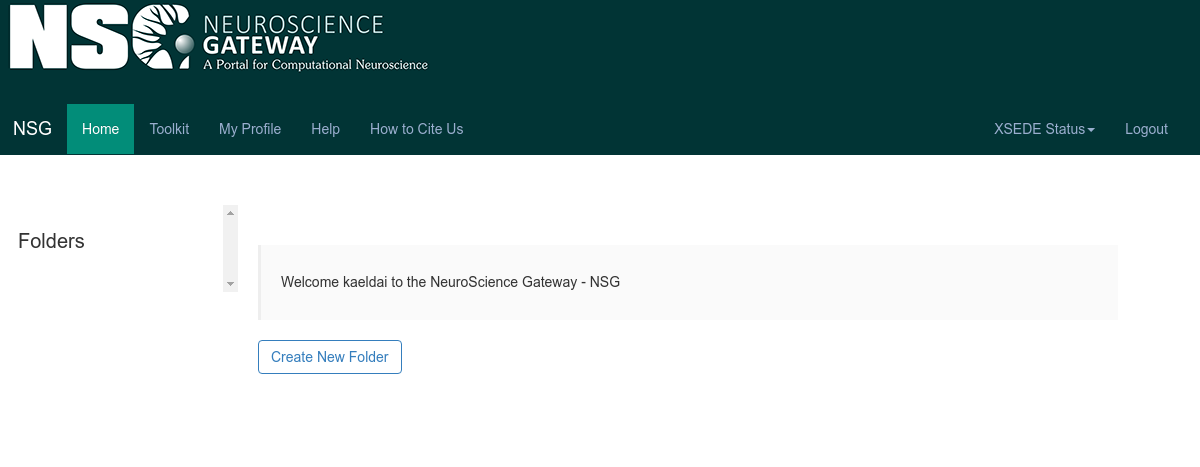 NSG
NEUROSCIENCE
GATEWAY
A Portal for Computational Neuroscience
NSG Home Toolkit My Profile Help How to Cite Us XSEDE Status Logout
Folders
Welcome kaeldai to the NeuroScience Gateway - NSG
Create New Folder